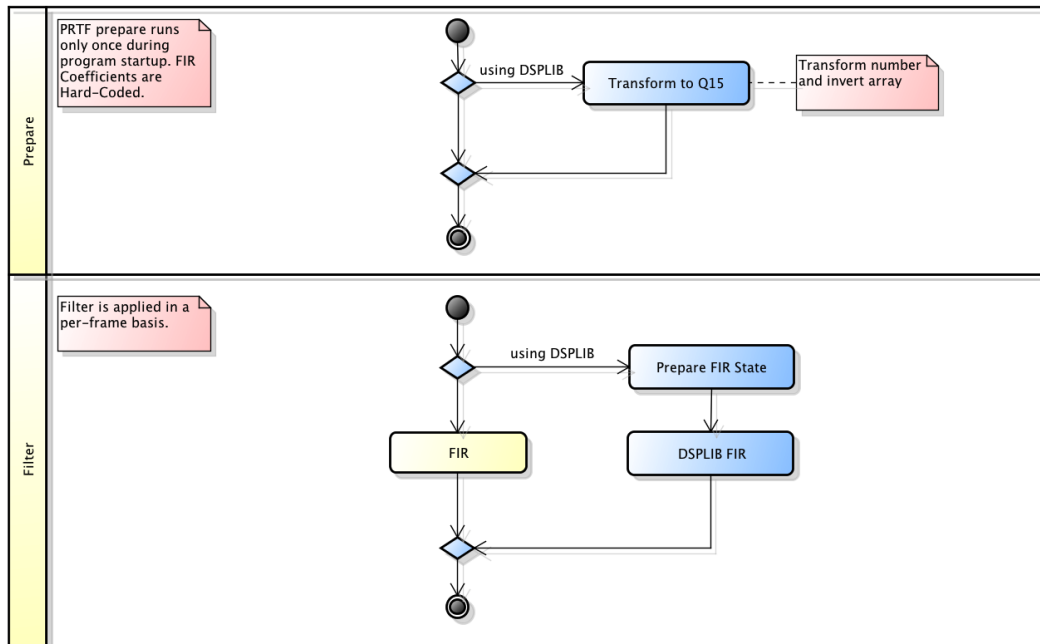 PRTF prepare runs
only once during
program startup. FIR
Coefficients are
Hard-Coded.
using DSPLIB
Transform to Q15
Transform number
and invert array
Prepare
Filter is applied in a
per-frame basis.
using DSPLIB
Prepare FIR State
FIR
DSPLIB FIR
Filter